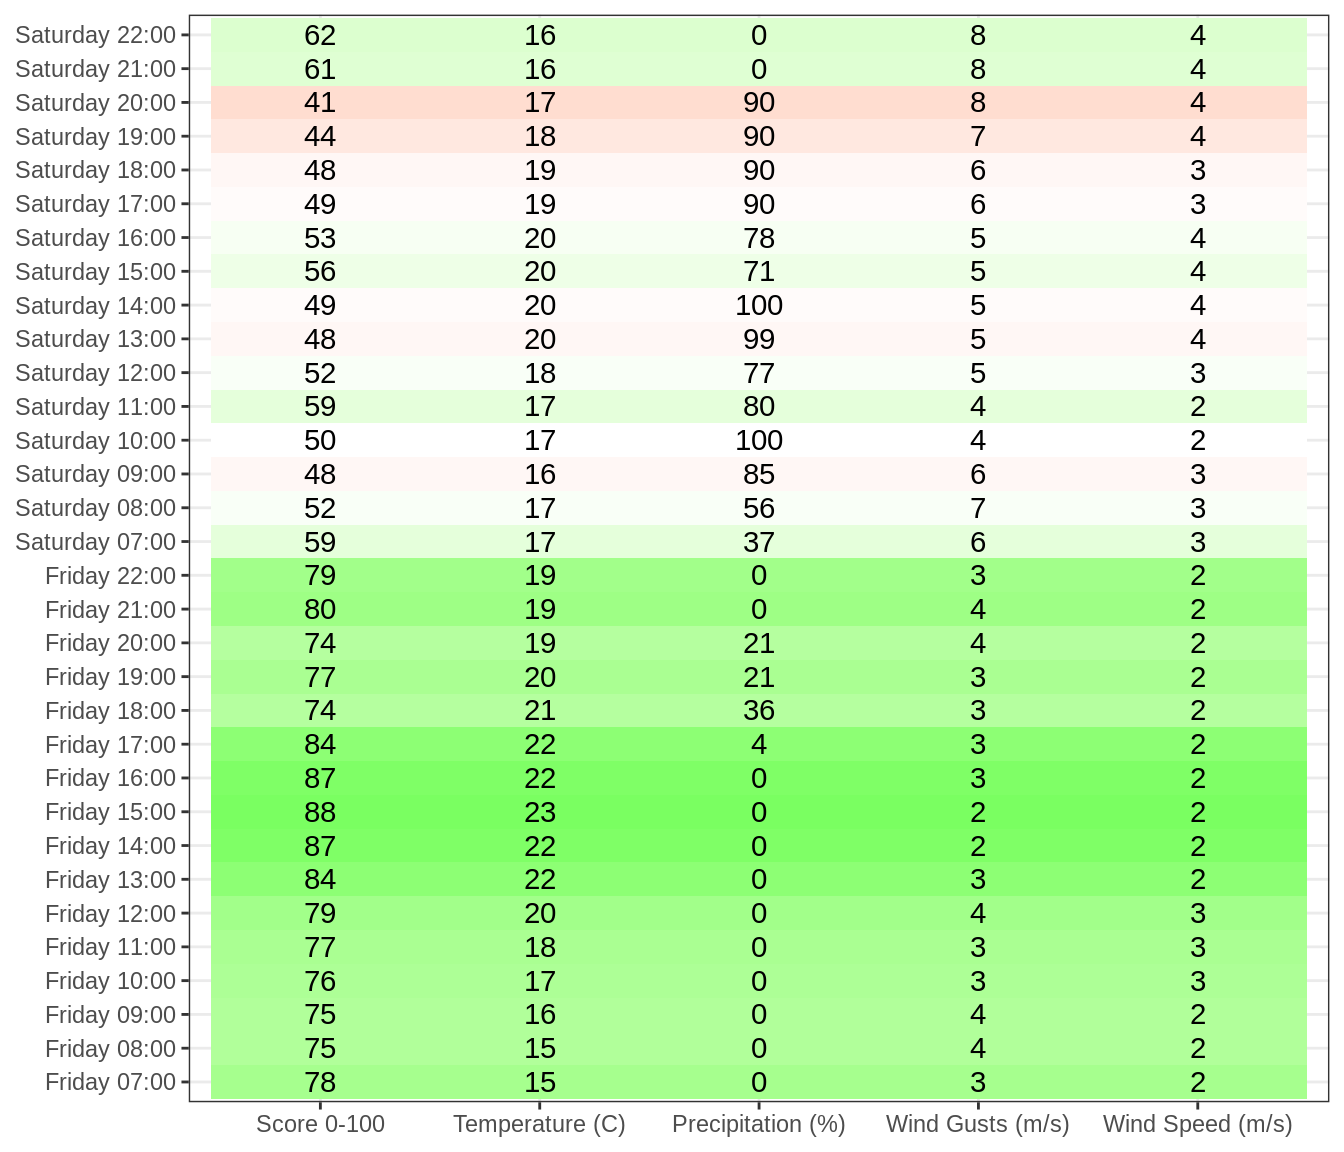 Saturday 22:00 62 16 0 8 4
Saturday 21:00 61 16 0 8 4
Saturday 20:00 41 17 90 8 4
Saturday 19:00 44 18 90 7 4
Saturday 18:00 48 19 90 6 3
Saturday 17:00 49 19 90 6 3
Saturday 16:00 53 20 78 5 4
Saturday 15:00 56 20 71 5 4
Saturday 14:00 49 20 100 5 4
Saturday 13:00 48 20 99 5 4
Saturday 12:00 52 18 77 5 3
Saturday 11:00 59 17 80 4 2
Saturday 10:00 50 17 100 4 2
Saturday 09:00 48 16 85 6 3
Saturday 08:00 52 17 56 7 3
Saturday 07:00 59 17 37 6 3
Friday 22:00 79 19 0 3 2
Friday 21:00 80 19 0 4 2
Friday 20:00 74 19 21 4 2
Friday 19:00 77 20 21 3 2
Friday 18:00 74 21 36 3 2
Friday 17:00 84 22 4 3 2
Friday 16:00 87 22 0 3 2
Friday 15:00 88 23 0 2 2
Friday 14:00 87 22 0 2 2
Friday 13:00 84 22 0 3 2
Friday 12:00 79 20 0 4 3
Friday 11:00 77 18 0 3 3
Friday 10:00 76 17 0 3 3
Friday 09:00 75 16 0 4 2
Friday 08:00 75 15 0 4 2
Friday 07:00 78 15 0 3 2
Score 0-100 Temperature (C) Precipitation (%) Wind Gusts (m/s) Wind Speed (m/s)